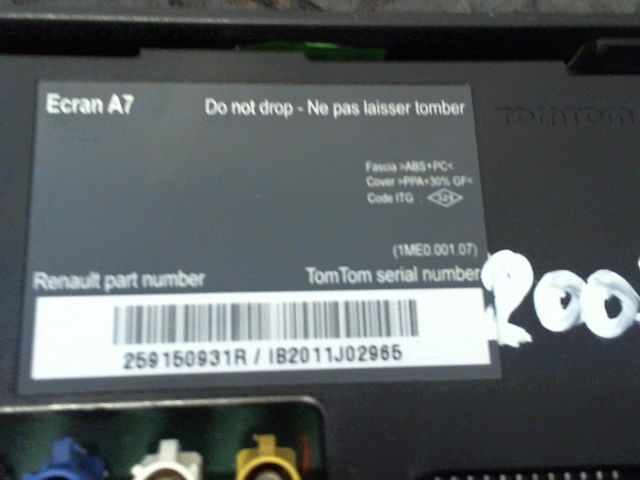 Ecran A7
Do not drop - Ne pas laisser tomber
TOMTOM
Fascia >ABS+PC<
Cover >PPA+30% GF<
Code ITG :
(1ME0.001.07)
Renault part number
TomTom serial number
259150931R / IB2011J02965